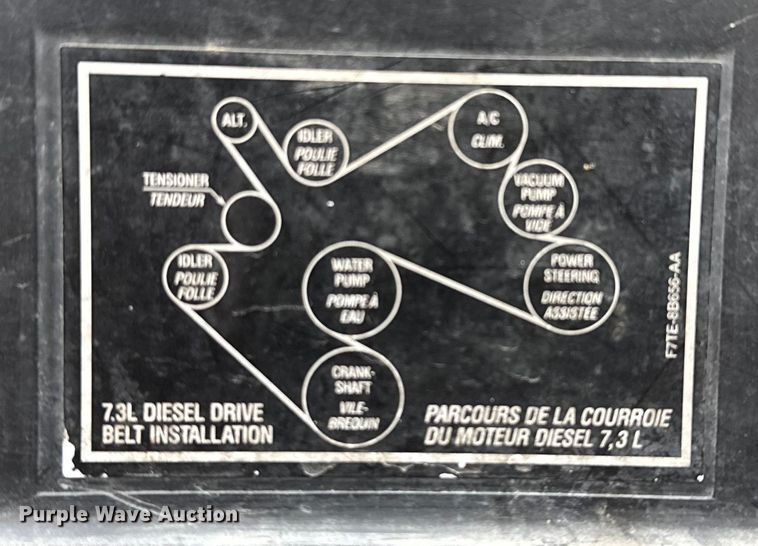 ALT.
IDLER
POULIE
FOLLE
A/C
CLIM.
TENSIONER
TENDEUR
VACUUM
PUMP
POMPE À
VIDE
IDLER
POULIE
FOLLE
WATER
PUMP
POMPE À
EAU
POWER
STEERING
DIRECTION
ASSISTÉE
F7TE-8B656-AA
CRANK-
SHAFT
VILE-
BREQUIN
7.3L DIESEL DRIVE
BELT INSTALLATION
PARCOURS DE LA COURROIE
DU MOTEUR DIESEL 7,3 L
Purple Wave Auction